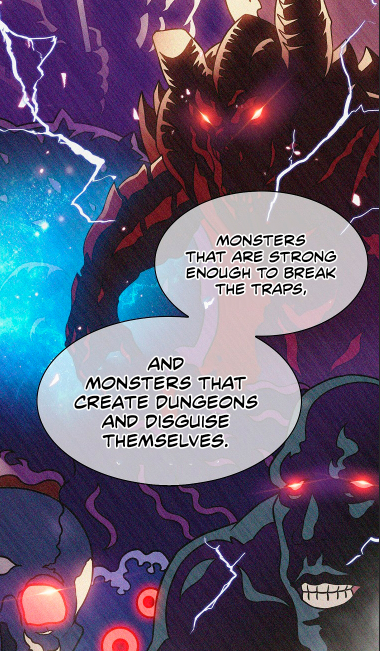 MONSTERS
THAT ARE STRONG
ENOUGH TO BREAK
THE TRAPS,
AND
MONSTERS THAT
CREATE DUNGEONS
AND DISGUISE
THEMSELVES.